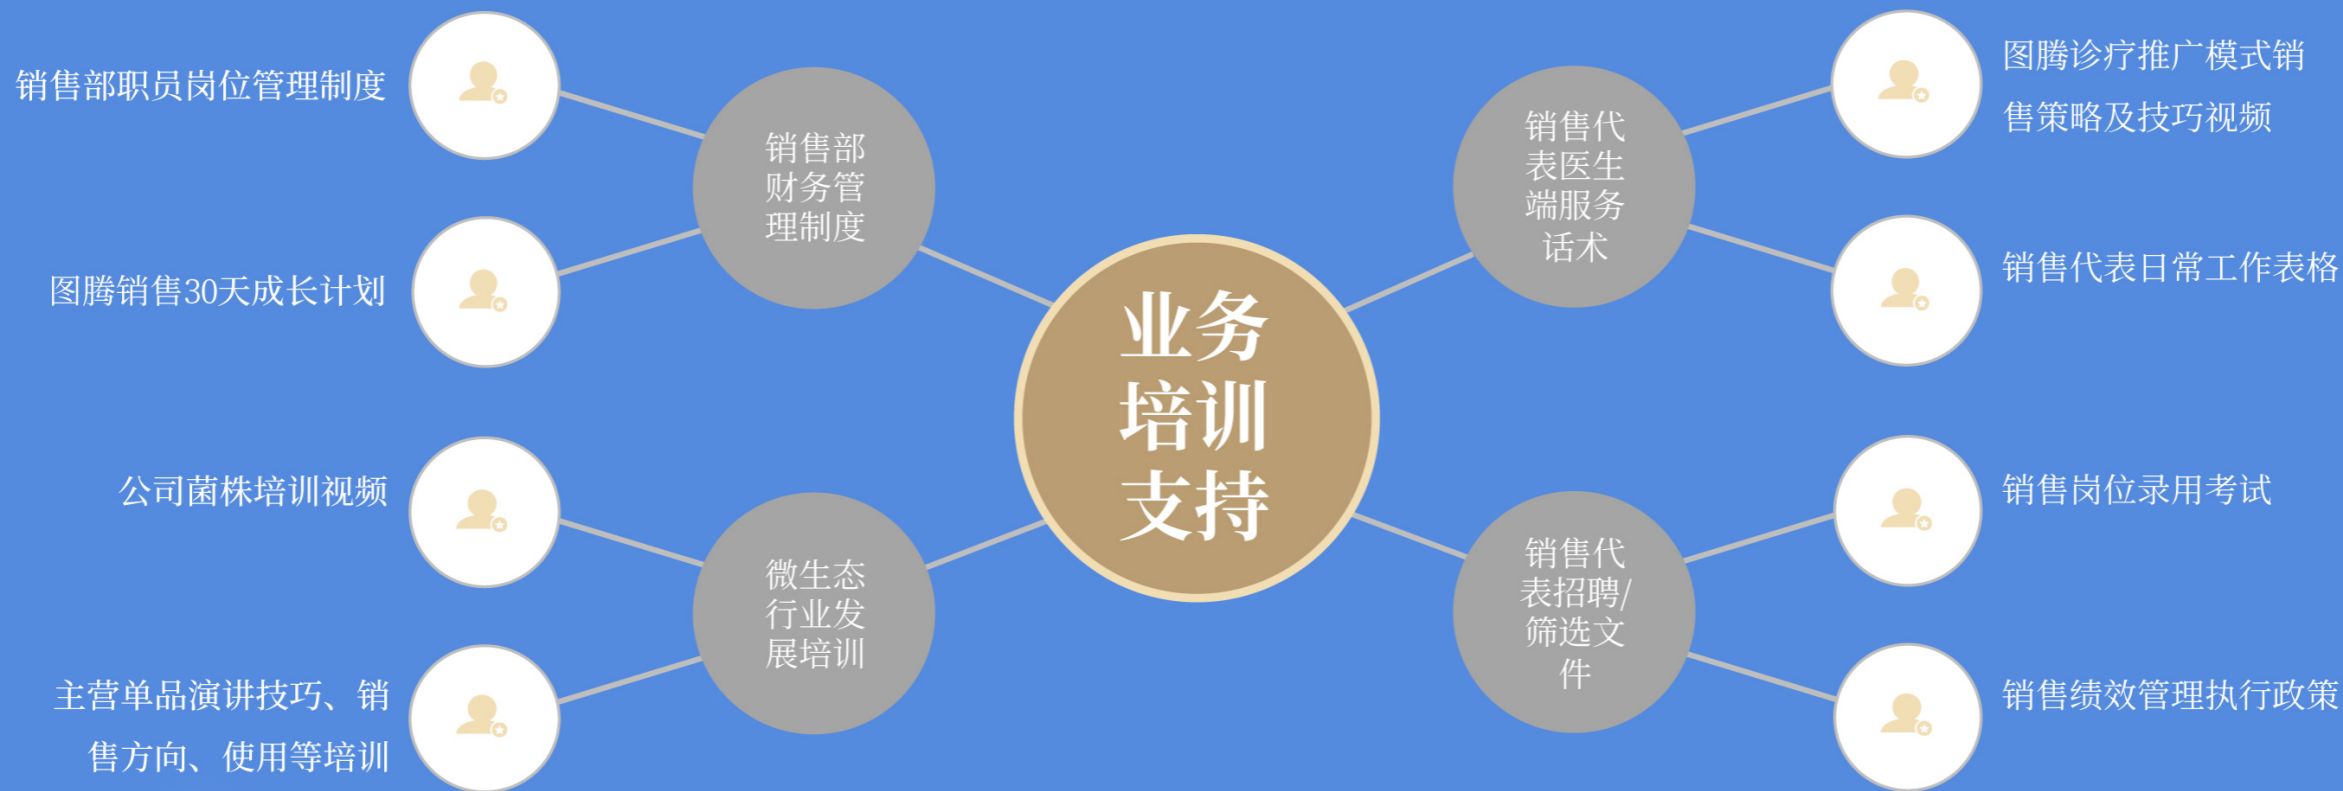 销售部职员岗位管理制度
图腾销售30天成长计划
销售部
财务管
理制度
公司菌株培训视频
主营单品演讲技巧、销
售方向、使用等培训
微生态
行业发
展培训
业务
培训
支持
销售代
表医生
端服务
话术
图腾诊疗推广模式销
售策略及技巧视频
销售代表日常工作表格
销售代
表招聘/
筛选文
件
销售岗位录用考试
销售绩效管理执行政策